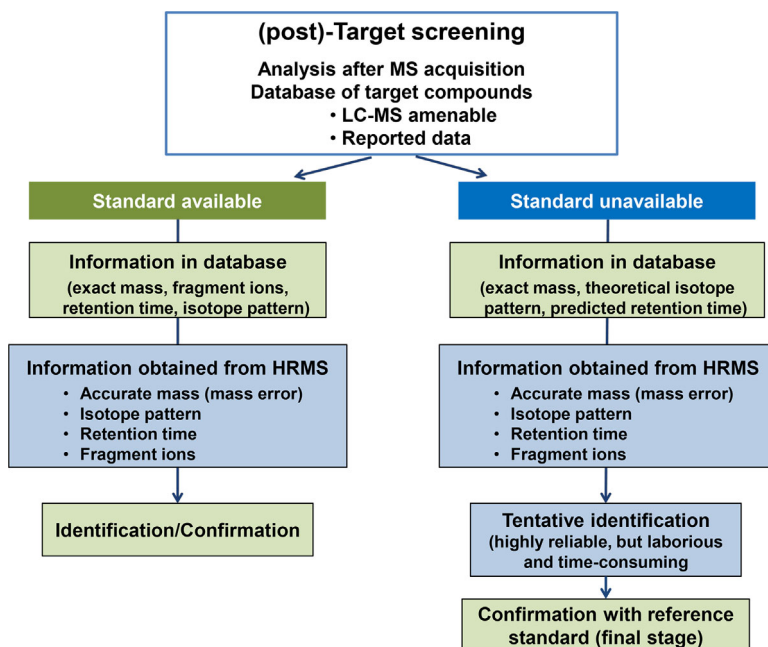 (post)-Target screening
Analysis after MS acquisition
Database of target compounds
• LC-MS amenable
• Reported data
Standard available
Information in database
(exact mass, fragment ions,
retention time, isotope pattern)
Information obtained from HRMS
• Accurate mass (mass error)
• Isotope pattern
• Retention time
• Fragment ions
Identification/Confirmation
Standard unavailable
Information in database
(exact mass, theoretical isotope
pattern, predicted retention time)
Information obtained from HRMS
• Accurate mass (mass error)
• Isotope pattern
• Retention time
• Fragment ions
Tentative identification
(highly reliable, but laborious
and time-consuming
Confirmation with reference
standard (final stage)